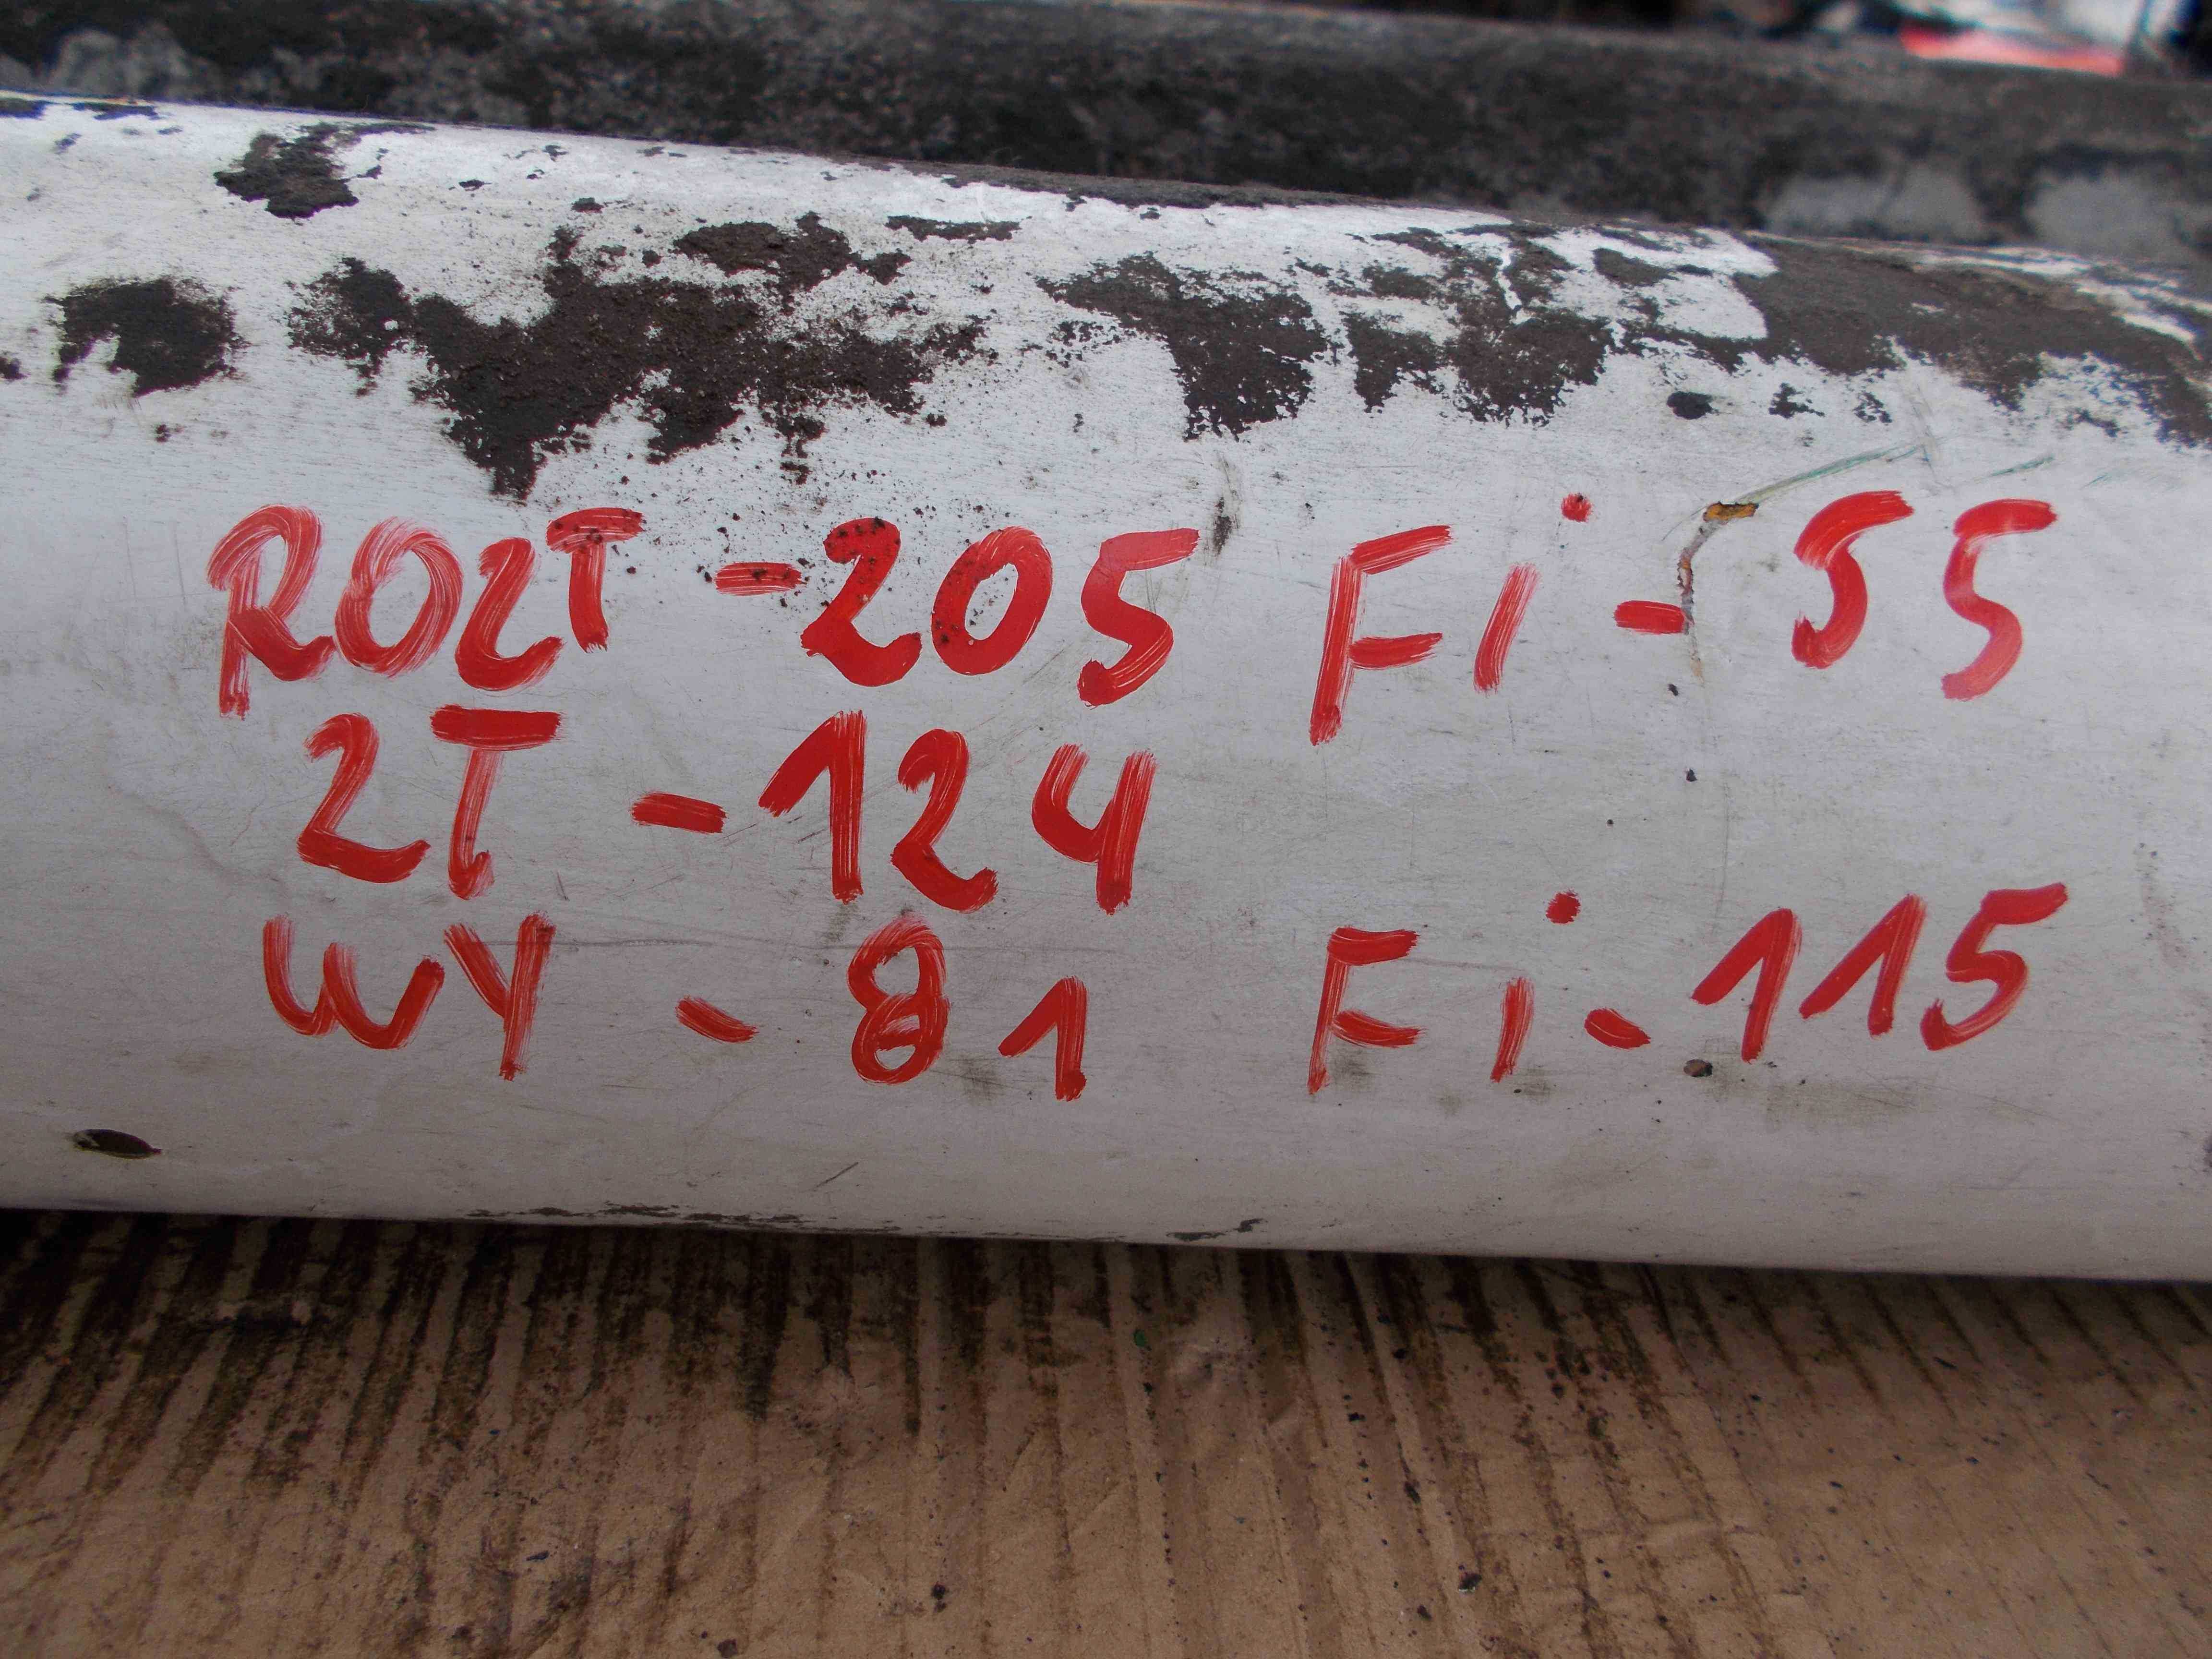 ROZT - 205 Fi - 55
ZT - 124
WY - 81 Fi - 115